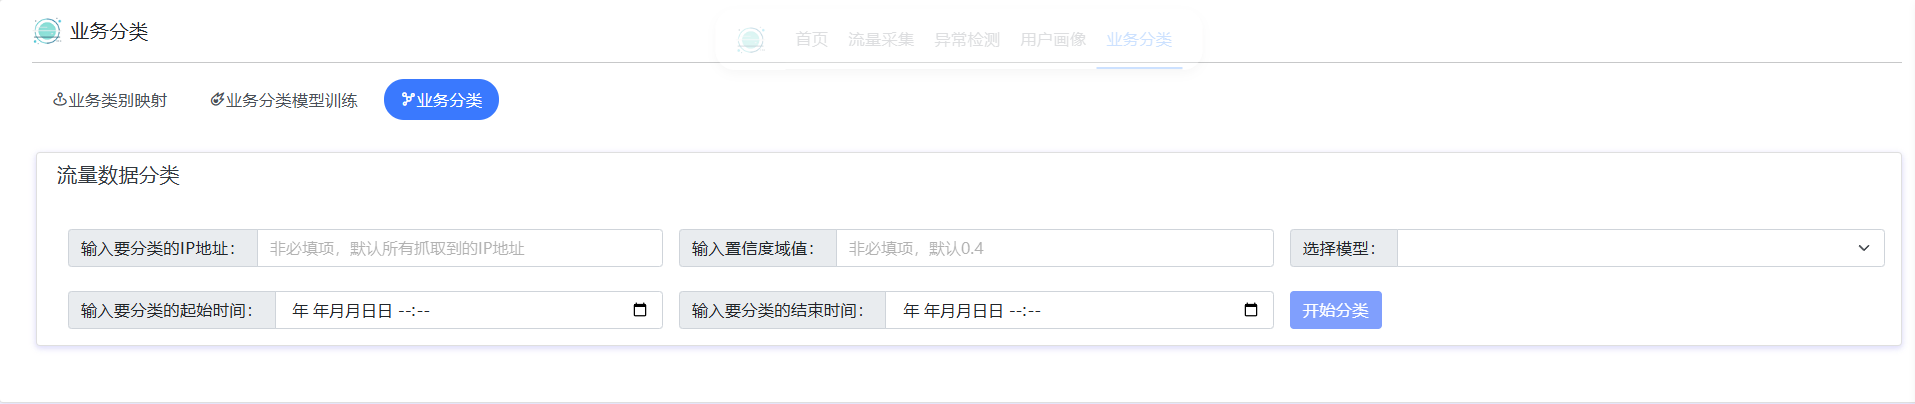 业务分类
首页 流量采集 异常检测 用户画像 业务分类
业务类别映射 业务分类模型训练 业务分类
流量数据分类
输入要分类的IP地址： 非必填项，默认所有抓取到的IP地址 输入置信度域值： 非必填项，默认0.4 选择模型：
输入要分类的起始时间： 年 年月月日日 --:-- 输入要分类的结束时间： 年 年月月日日 --:-- 开始分类